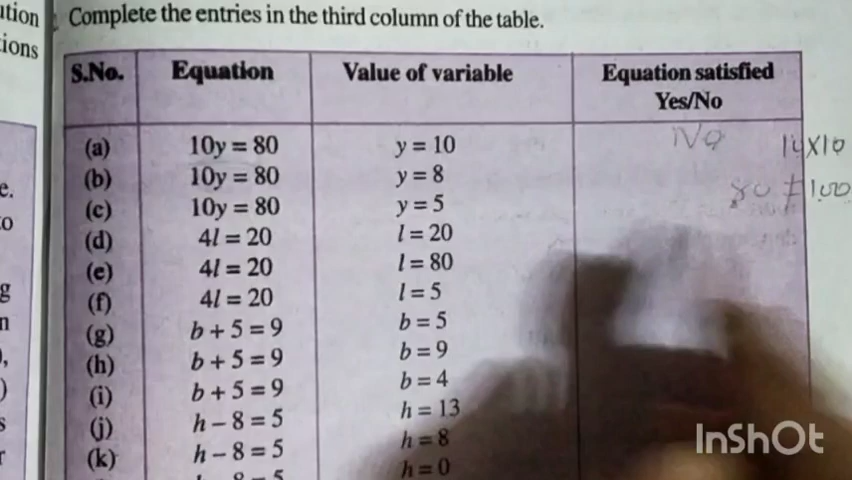 ution Complete the entries in the third column of the table.
ions
S.No. Equation Value of variable Equation satisfied
Yes/No
(a) 10y = 80 y = 10 No
(b) 10y = 80 y = 8
(c) 10y = 80 y = 5
(d) 4l = 20 l = 20
(e) 4l = 20 l = 80
(f) 4l = 20 l = 5
(g) b + 5 = 9 b = 5
(h) b + 5 = 9 b = 9
(i) b + 5 = 9 b = 4
(j) h – 8 = 5 h = 13
(k) h – 8 = 5 h = 8
h = 0
80 ≠ 100
e.
to
g
n
),
)
s
r
InShOt